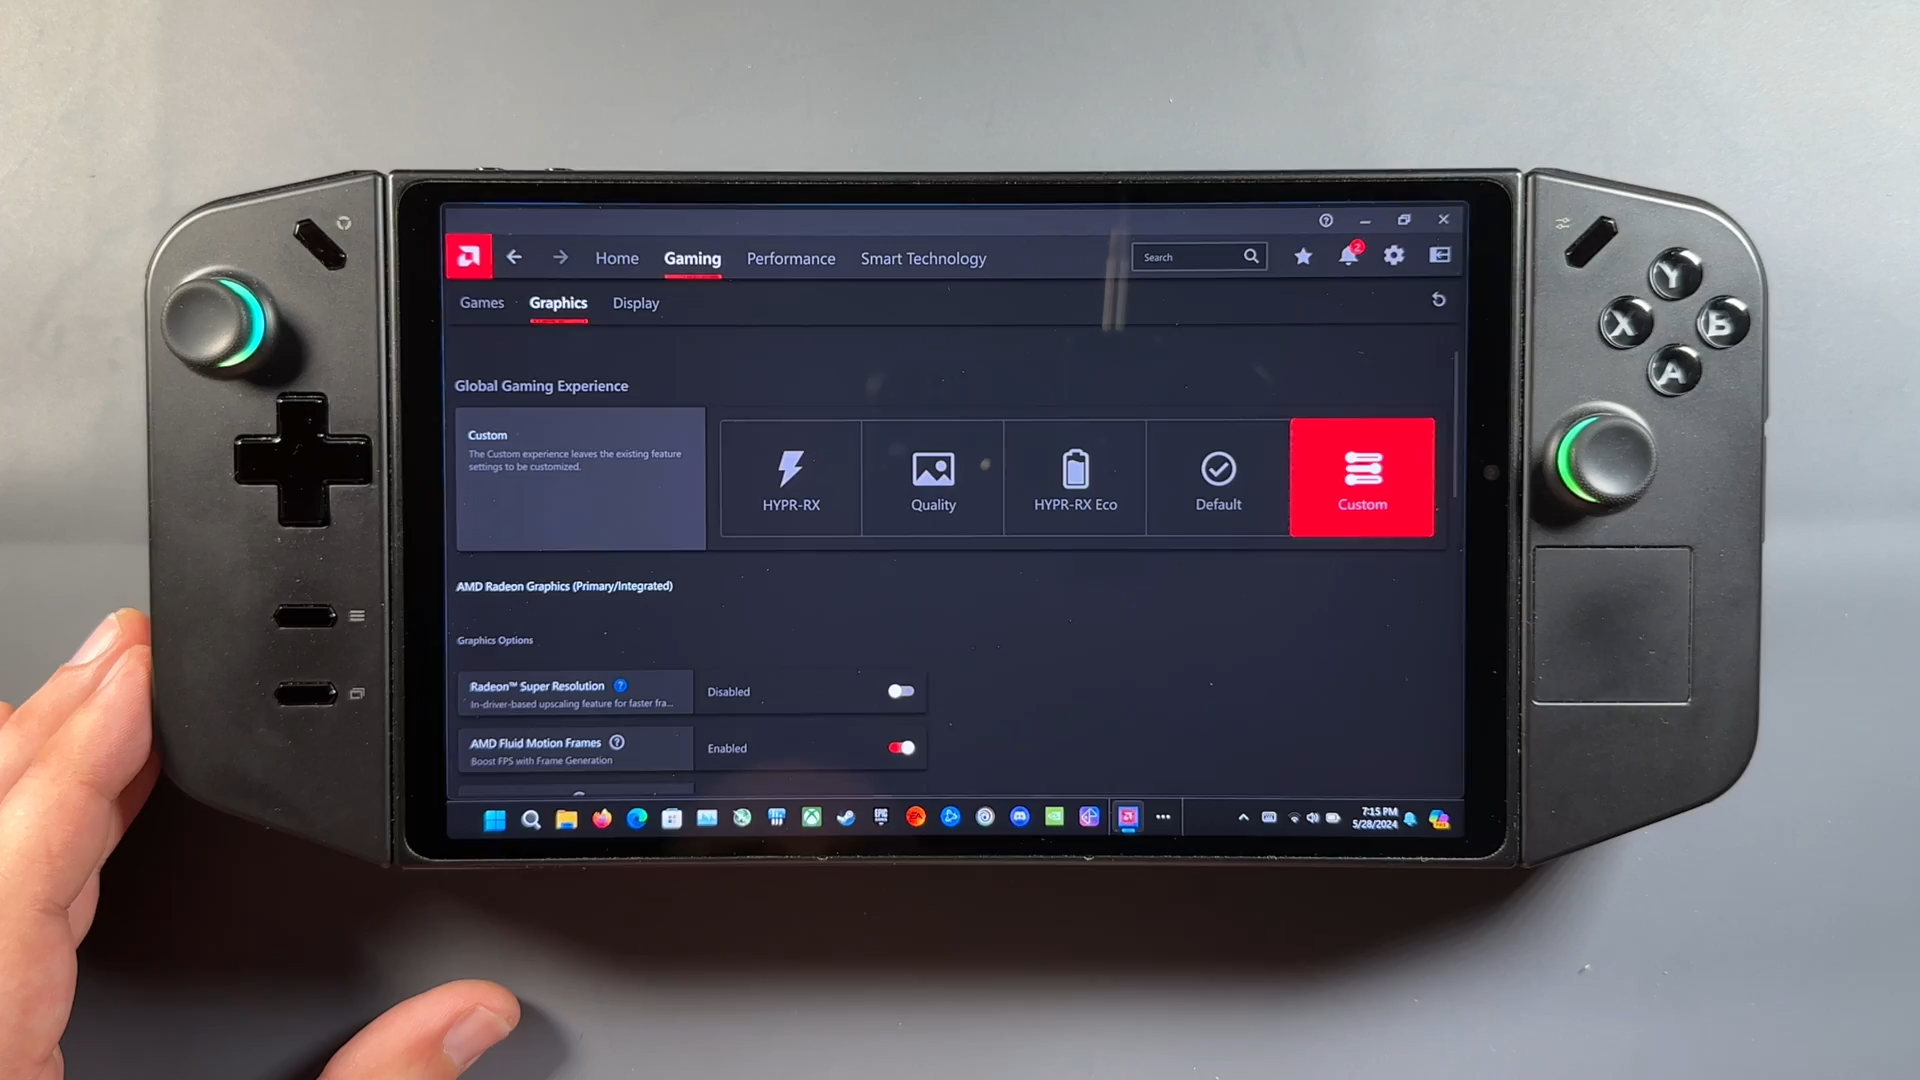 Home
Gaming
Performance
Smart Technology
Search
2
Games
Graphics
Display
Global Gaming Experience
Custom
The Custom experience leaves the existing feature
settings to be customized.
HYPR-RX
Quality
HYPR-RX Eco
Default
Custom
AMD Radeon Graphics (Primary/Integrated)
Graphics Options
Radeon™ Super Resolution
In-driver-based upscaling feature for faster fra...
Disabled
AMD Fluid Motion Frames
Boost FPS with Frame Generation
Enabled
EPIC
7:15 PM
5/28/2024
Y
X
B
A